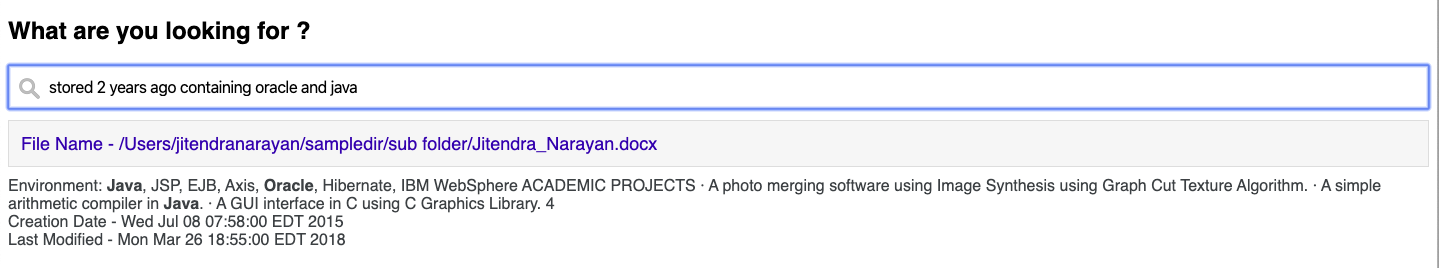 What are you looking for ?
stored 2 years ago containing oracle and java
File Name - /Users/jitendranarayan/sampledir/sub folder/Jitendra_Narayan.docx
Environment: Java, JSP, EJB, Axis, Oracle, Hibernate, IBM WebSphere ACADEMIC PROJECTS · A photo merging software using Image Synthesis using Graph Cut Texture Algorithm. · A simple
arithmetic compiler in Java. · A GUI interface in C using C Graphics Library. 4
Creation Date - Wed Jul 08 07:58:00 EDT 2015
Last Modified - Mon Mar 26 18:55:00 EDT 2018